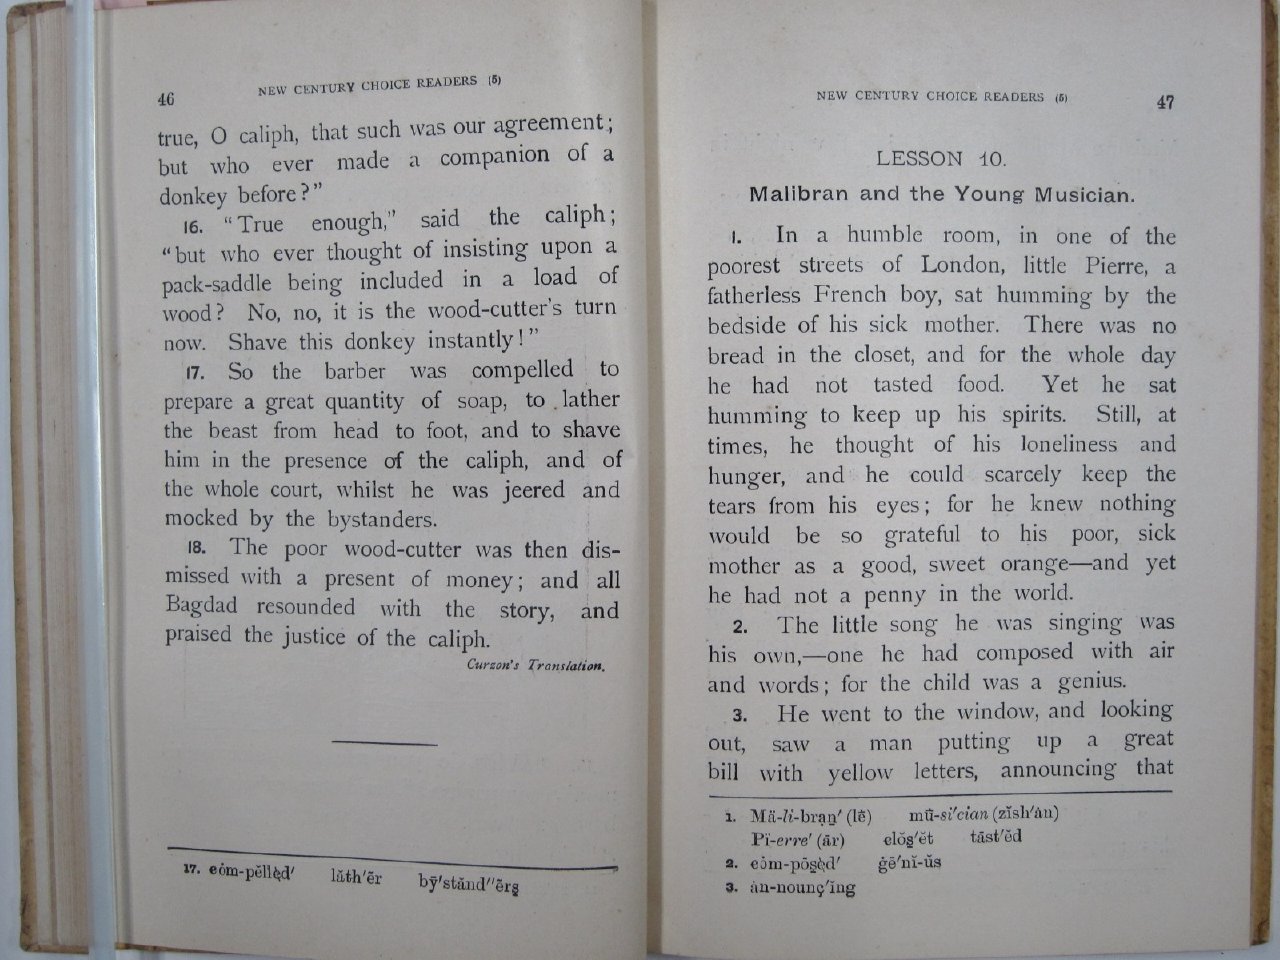 46
NEW CENTURY CHOICE READERS (5)
true, O caliph, that such was our agreement;
but who ever made a companion of a
donkey before?”
16. “True enough,” said the caliph;
“but who ever thought of insisting upon a
pack-saddle being included in a load of
wood? No, no, it is the wood-cutter's turn
now. Shave this donkey instantly!”
17. So the barber was compelled to
prepare a great quantity of soap, to lather
the beast from head to foot, and to shave
him in the presence of the caliph, and of
the whole court, whilst he was jeered and
mocked by the bystanders.
18. The poor wood-cutter was then dis-
missed with a present of money; and all
Bagdad resounded with the story, and
praised the justice of the caliph.
Curzon's Translation.
17. eȯm-pĕllẹd′ lăth′ẽr bȳ′stănd″ẽrs̱
NEW CENTURY CHOICE READERS (5)
47
LESSON 10.
Malibran and the Young Musician.
1. In a humble room, in one of the
poorest streets of London, little Pierre, a
fatherless French boy, sat humming by the
bedside of his sick mother. There was no
bread in the closet, and for the whole day
he had not tasted food. Yet he sat
humming to keep up his spirits. Still, at
times, he thought of his loneliness and
hunger, and he could scarcely keep the
tears from his eyes; for he knew nothing
would be so grateful to his poor, sick
mother as a good, sweet orange—and yet
he had not a penny in the world.
2. The little song he was singing was
his own,—one he had composed with air
and words; for the child was a genius.
3. He went to the window, and looking
out, saw a man putting up a great
bill with yellow letters, announcing that
1. Mä-li-brạṉ′ (lē) mū-si′cian (zĭsh′ȧn)
Pï-erre′ (âr) elŏs̱′ĕt tāst′ĕd
2. eȯm-pōs̱ẹd′ ġē′nĭ-ŭs
3. ȧn-nounç′ĭng